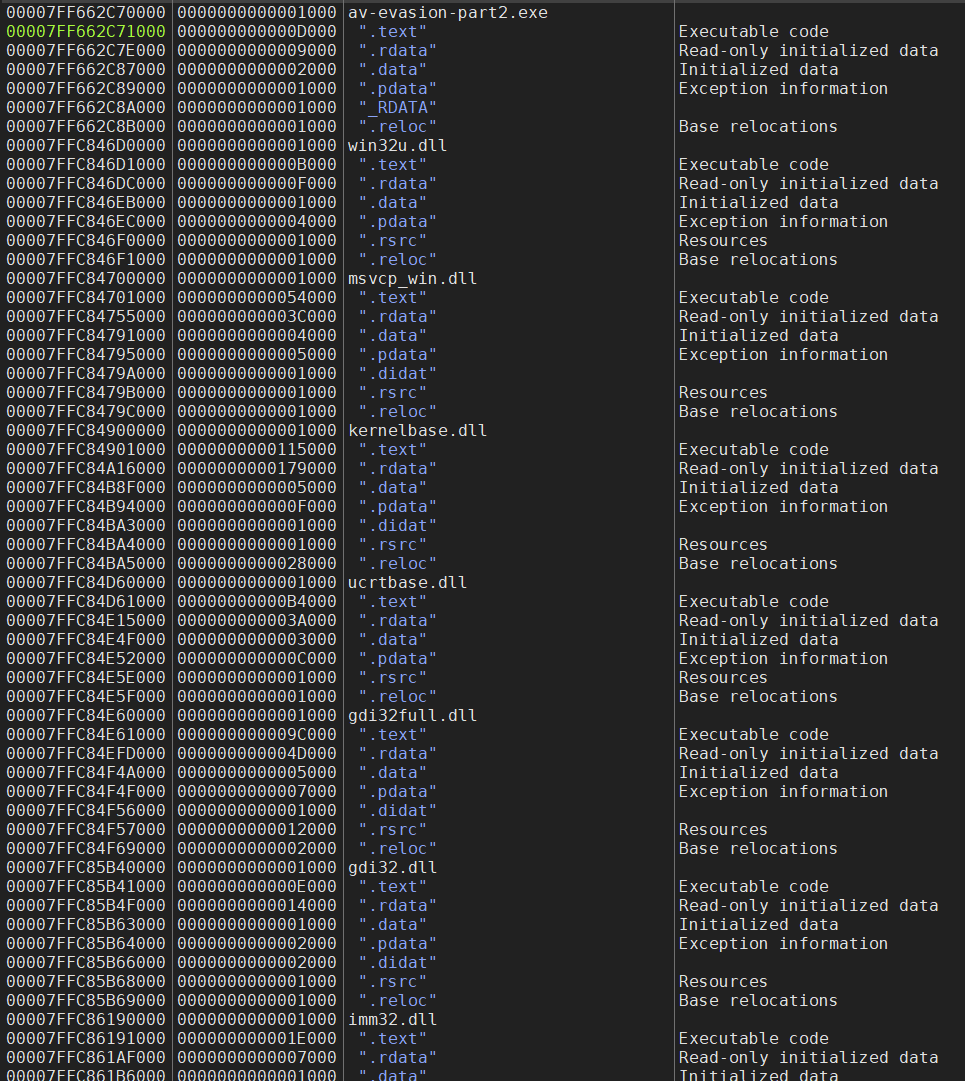 00007FF662C70000 0000000000001000 av-evasion-part2.exe
00007FF662C71000 000000000000D000 ".text" Executable code
00007FF662C7E000 0000000000009000 ".rdata" Read-only initialized data
00007FF662C87000 0000000000002000 ".data" Initialized data
00007FF662C89000 0000000000001000 ".pdata" Exception information
00007FF662C8A000 0000000000001000 "_RDATA"
00007FF662C8B000 0000000000001000 ".reloc" Base relocations
00007FFC846D0000 0000000000001000 win32u.dll
00007FFC846D1000 000000000000B000 ".text" Executable code
00007FFC846DC000 000000000000F000 ".rdata" Read-only initialized data
00007FFC846EB000 0000000000001000 ".data" Initialized data
00007FFC846EC000 0000000000004000 ".pdata" Exception information
00007FFC846F0000 0000000000001000 ".rsrc" Resources
00007FFC846F1000 0000000000001000 ".reloc" Base relocations
00007FFC84700000 0000000000001000 msvcp_win.dll
00007FFC84701000 0000000000054000 ".text" Executable code
00007FFC84755000 000000000003C000 ".rdata" Read-only initialized data
00007FFC84791000 0000000000004000 ".data" Initialized data
00007FFC84795000 0000000000005000 ".pdata" Exception information
00007FFC8479A000 0000000000001000 ".didat"
00007FFC8479B000 0000000000001000 ".rsrc" Resources
00007FFC8479C000 0000000000001000 ".reloc" Base relocations
00007FFC84900000 0000000000001000 kernelbase.dll
00007FFC84901000 0000000000115000 ".text" Executable code
00007FFC84A16000 0000000000179000 ".rdata" Read-only initialized data
00007FFC84B8F000 0000000000005000 ".data" Initialized data
00007FFC84B94000 000000000000F000 ".pdata" Exception information
00007FFC84BA3000 0000000000001000 ".didat"
00007FFC84BA4000 0000000000001000 ".rsrc" Resources
00007FFC84BA5000 0000000000028000 ".reloc" Base relocations
00007FFC84D60000 0000000000001000 ucrtbase.dll
00007FFC84D61000 00000000000B4000 ".text" Executable code
00007FFC84E15000 000000000003A000 ".rdata" Read-only initialized data
00007FFC84E4F000 0000000000003000 ".data" Initialized data
00007FFC84E52000 000000000000C000 ".pdata" Exception information
00007FFC84E5E000 0000000000001000 ".rsrc" Resources
00007FFC84E5F000 0000000000001000 ".reloc" Base relocations
00007FFC84E60000 0000000000001000 gdi32full.dll
00007FFC84E61000 000000000009C000 ".text" Executable code
00007FFC84EFD000 000000000004D000 ".rdata" Read-only initialized data
00007FFC84F4A000 0000000000005000 ".data" Initialized data
00007FFC84F4F000 0000000000007000 ".pdata" Exception information
00007FFC84F56000 0000000000001000 ".didat"
00007FFC84F57000 0000000000012000 ".rsrc" Resources
00007FFC84F69000 0000000000002000 ".reloc" Base relocations
00007FFC85B40000 0000000000001000 gdi32.dll
00007FFC85B41000 000000000000E000 ".text" Executable code
00007FFC85B4F000 0000000000014000 ".rdata" Read-only initialized data
00007FFC85B63000 0000000000001000 ".data" Initialized data
00007FFC85B64000 0000000000002000 ".pdata" Exception information
00007FFC85B66000 0000000000002000 ".didat"
00007FFC85B68000 0000000000001000 ".rsrc" Resources
00007FFC85B69000 0000000000001000 ".reloc" Base relocations
00007FFC86190000 0000000000001000 imm32.dll
00007FFC86191000 000000000001E000 ".text" Executable code
00007FFC861AF000 0000000000007000 ".rdata" Read-only initialized data
00007FFC861B6000 0000000000001000 ".data" Initialized data